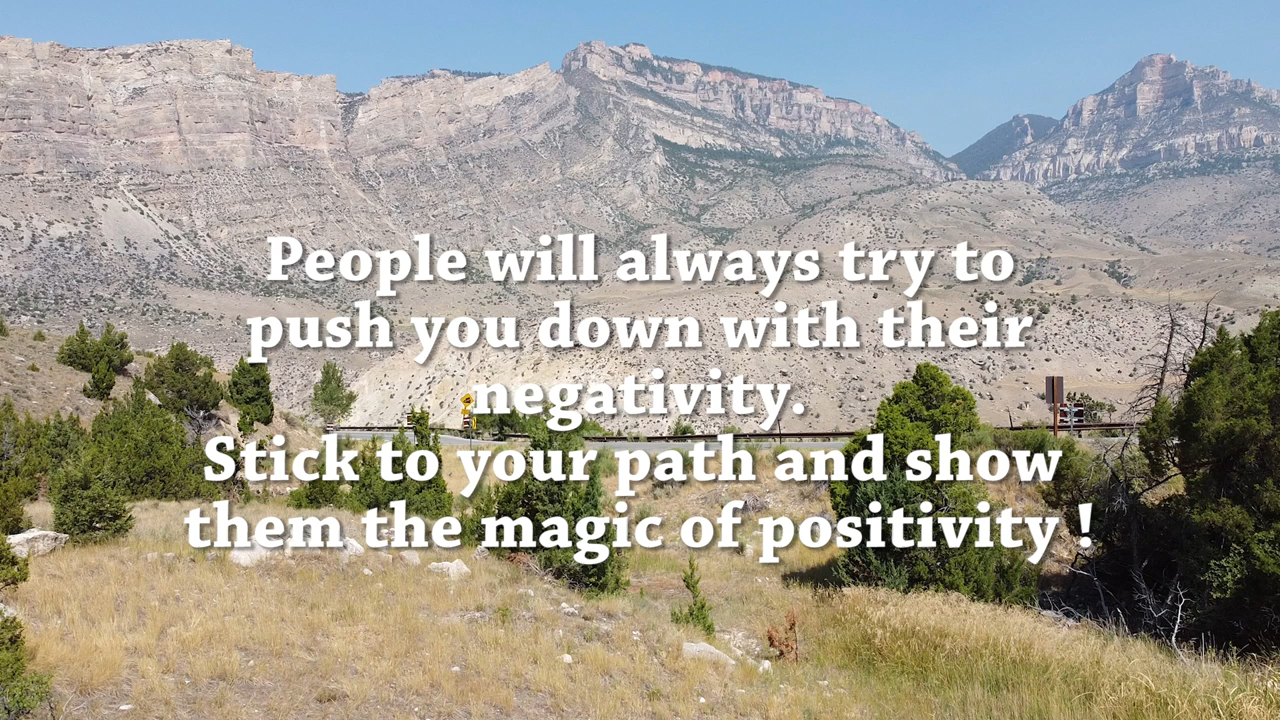 People will always try to
push you down with their
negativity.
Stick to your path and show
them the magic of positivity !